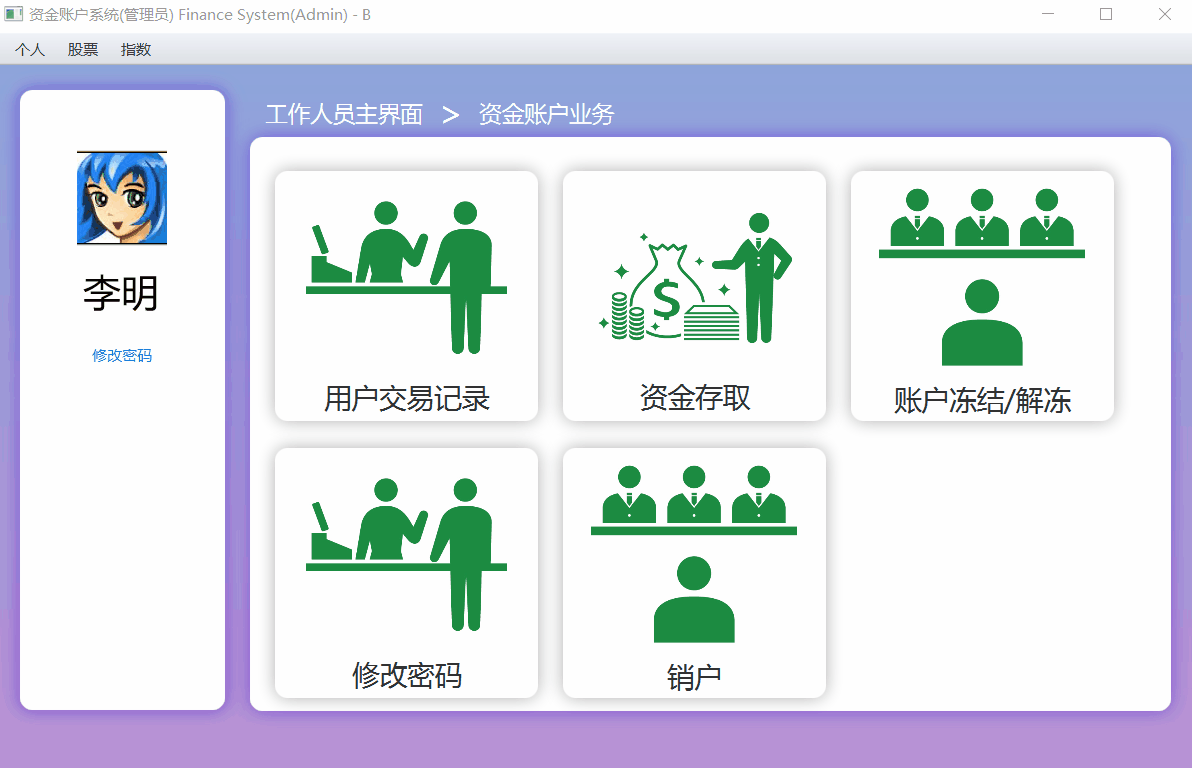 资金账户系统(管理员) Finance System(Admin) - B
个人 股票 指数
李明
修改密码
工作人员主界面 > 资金账户业务
用户交易记录 资金存取 账户冻结/解冻
$
修改密码 销户